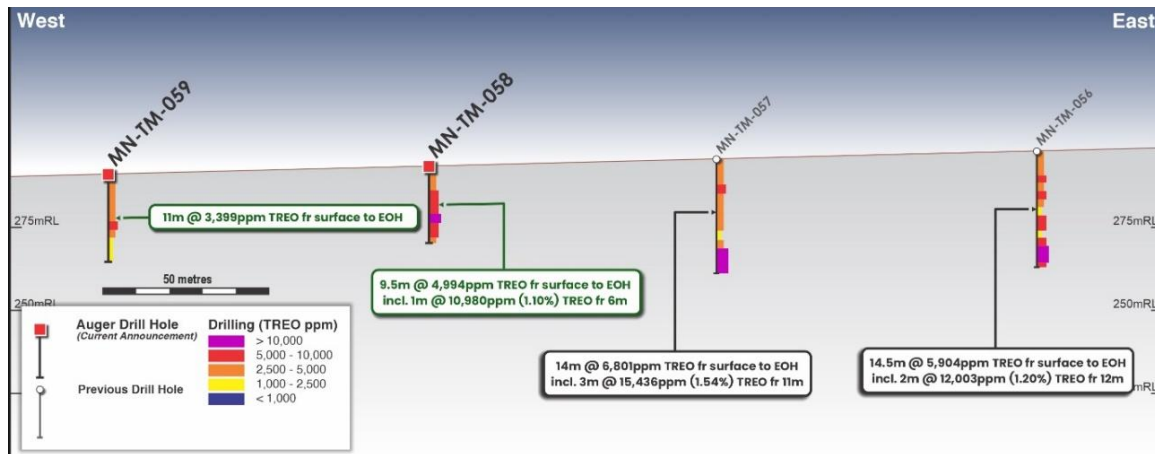 West
East
MN-TM-059
MN-TM-058
MN-TM-057
MN-TM-056
275mRL
275mRL
11m @ 3,399ppm TREO fr surface to EOH
50 metres
9.5m @ 4,994ppm TREO fr surface to EOH
incl. 1m @ 10,980ppm (1.10%) TREO fr 6m
250mRL
250mRL
14m @ 6,801ppm TREO fr surface to EOH
incl. 3m @ 15,436ppm (1.54%) TREO fr 11m
14.5m @ 5,904ppm TREO fr surface to EOH
incl. 2m @ 12,003ppm (1.20%) TREO fr 12m
mRL
Auger Drill Hole
(Current Announcement)
Previous Drill Hole
Drilling (TREO ppm)
> 10,000
5,000 - 10,000
2,500 - 5,000
1,000 - 2,500
< 1,000